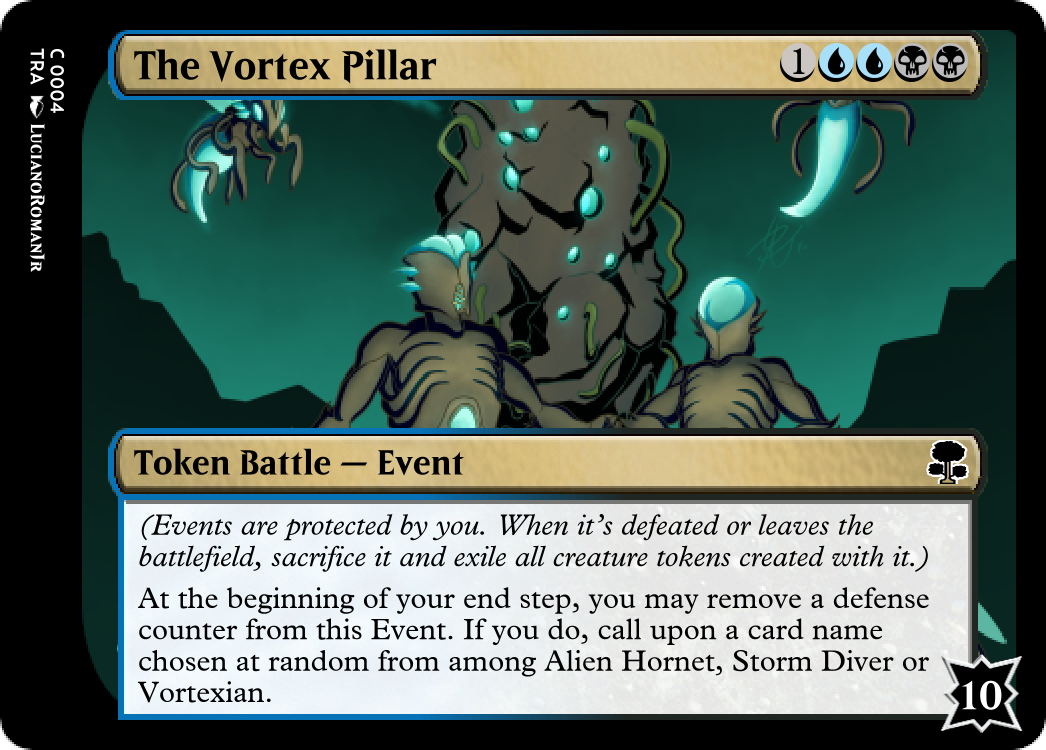 The Vortex Pillar 1
C 0004
TRA LUCIANOROMANJR
Token Battle — Event
(Events are protected by you. When it's defeated or leaves the
battlefield, sacrifice it and exile all creature tokens created with it.)
At the beginning of your end step, you may remove a defense
counter from this Event. If you do, call upon a card name
chosen at random from among Alien Hornet, Storm Diver or
Vortexian.
10